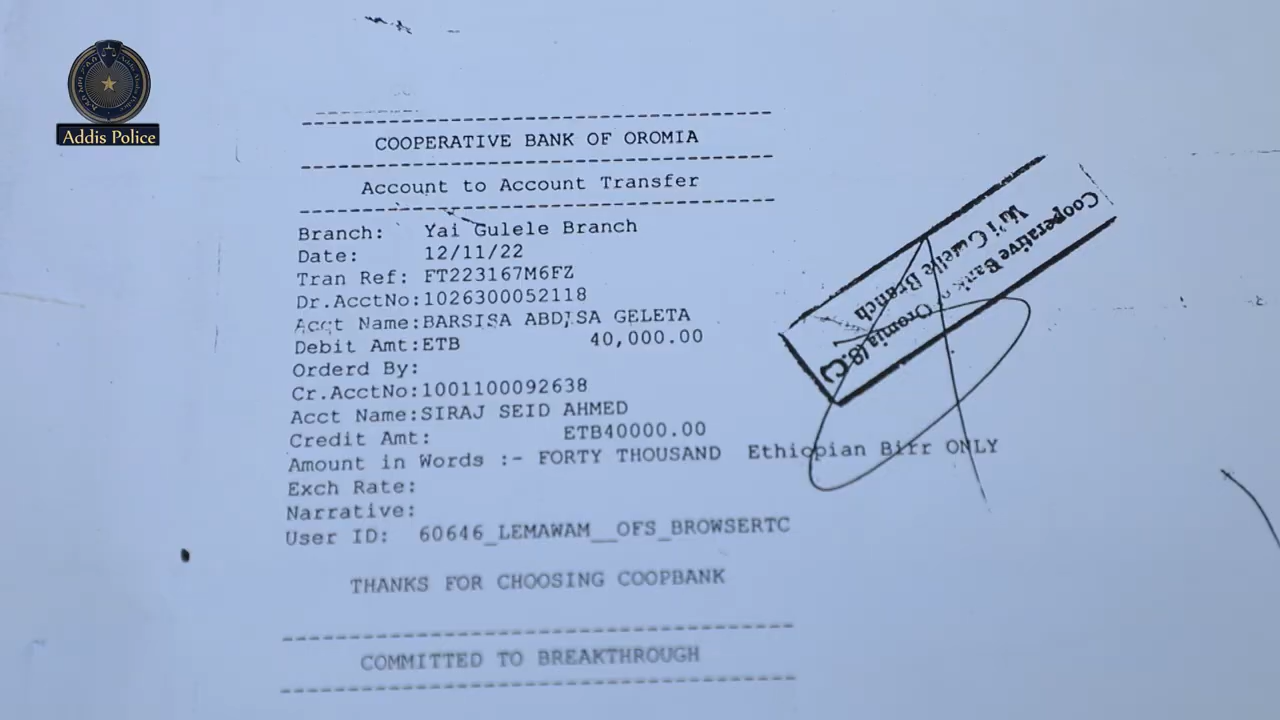 Addis Police
COOPERATIVE BANK OF OROMIA
Account to Account Transfer
Branch: Yai Gulele Branch
Date: 12/11/22
Tran Ref: FT223167M6FZ
Dr.AcctNo:1026300052118
Acct Name:BARSISA ABDISA GELETA
Debit Amt:ETB 40,000.00
Orderd By:
Cr.AcctNo:1001100092638
Acct Name:SIRAJ SEID AHMED
Credit Amt: ETB40000.00
Amount in Words :- FORTY THOUSAND Ethiopian Birr ONLY
Exch Rate:
Narrative:
User ID: 60646_LEMAWAM__OFS_BROWSERTC
THANKS FOR CHOOSING COOPBANK
COMMITTED TO BREAKTHROUGH
Cooperative Bank Oromia (S.C)
Branch